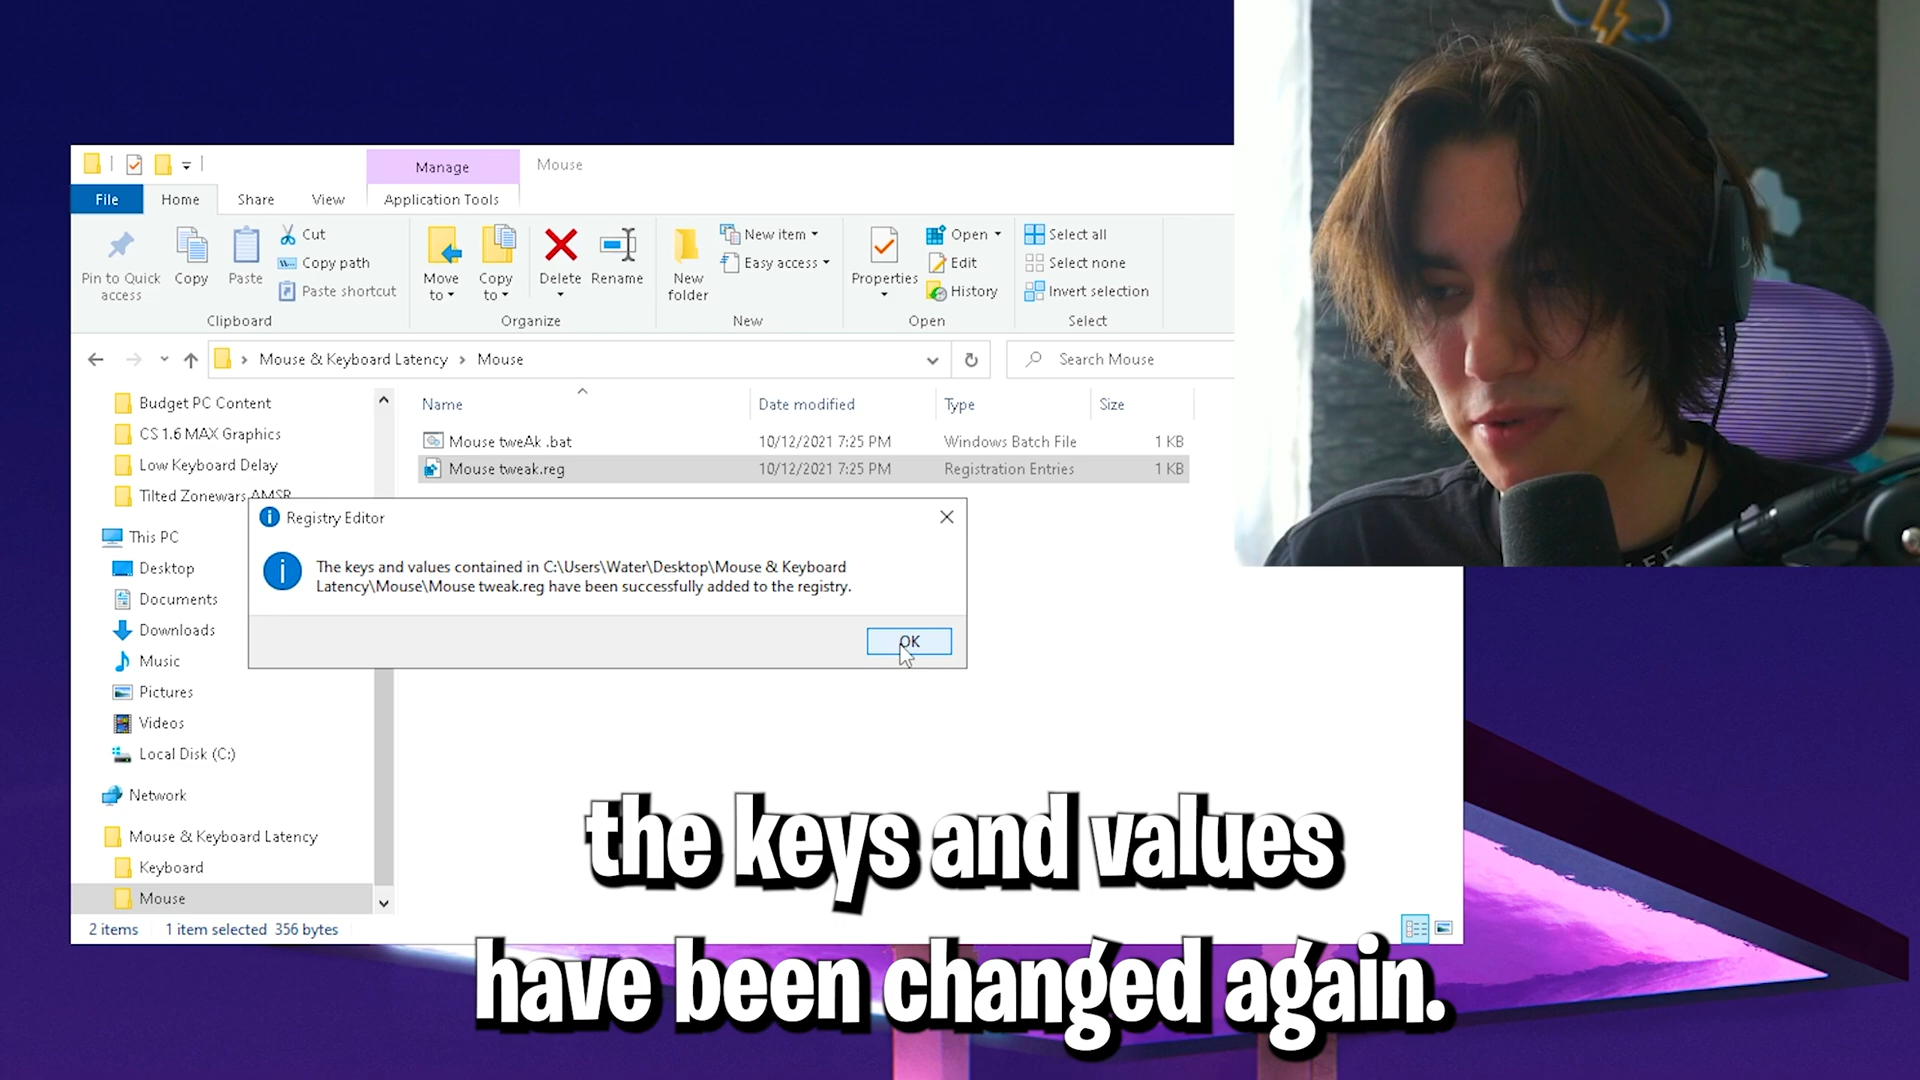 Manage
Mouse
File
Home
Share
View
Application Tools
Pin to Quick access
Copy
Paste
Cut
Copy path
Paste shortcut
Clipboard
Move to
Copy to
Delete
Rename
Organize
New folder
New item
Easy access
New
Properties
Open
Edit
History
Open
Select all
Select none
Invert selection
Select
Mouse & Keyboard Latency
Mouse
Search Mouse
Budget PC Content
CS 1.6 MAX Graphics
Low Keyboard Delay
Tilted Zonewars AMSR
This PC
Desktop
Documents
Downloads
Music
Pictures
Videos
Local Disk (C:)
Network
Mouse & Keyboard Latency
Keyboard
Mouse
Name
Date modified
Type
Size
Mouse tweAk .bat
10/12/2021 7:25 PM
Windows Batch File
1 KB
Mouse tweak.reg
10/12/2021 7:25 PM
Registration Entries
1 KB
Registry Editor
The keys and values contained in C:\Users\Water\Desktop\Mouse & Keyboard
Latency\Mouse\Mouse tweak.reg have been successfully added to the registry.
OK
2 items
1 item selected 356 bytes
the keys and values
have been changed again.